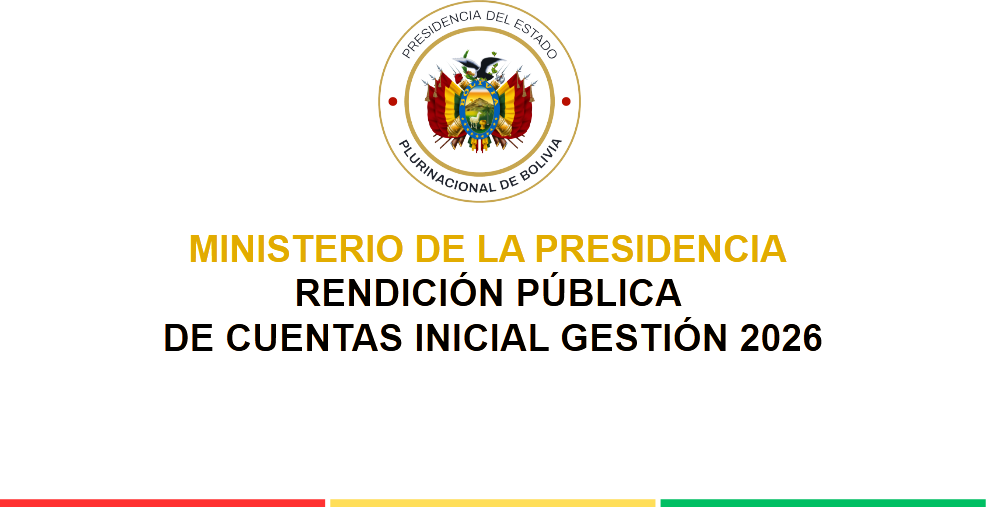 PRESIDENCIA DEL ESTADO
PLURINACIONAL DE BOLIVIA
MINISTERIO DE LA PRESIDENCIA
RENDICIÓN PÚBLICA
DE CUENTAS INICIAL GESTIÓN 2026